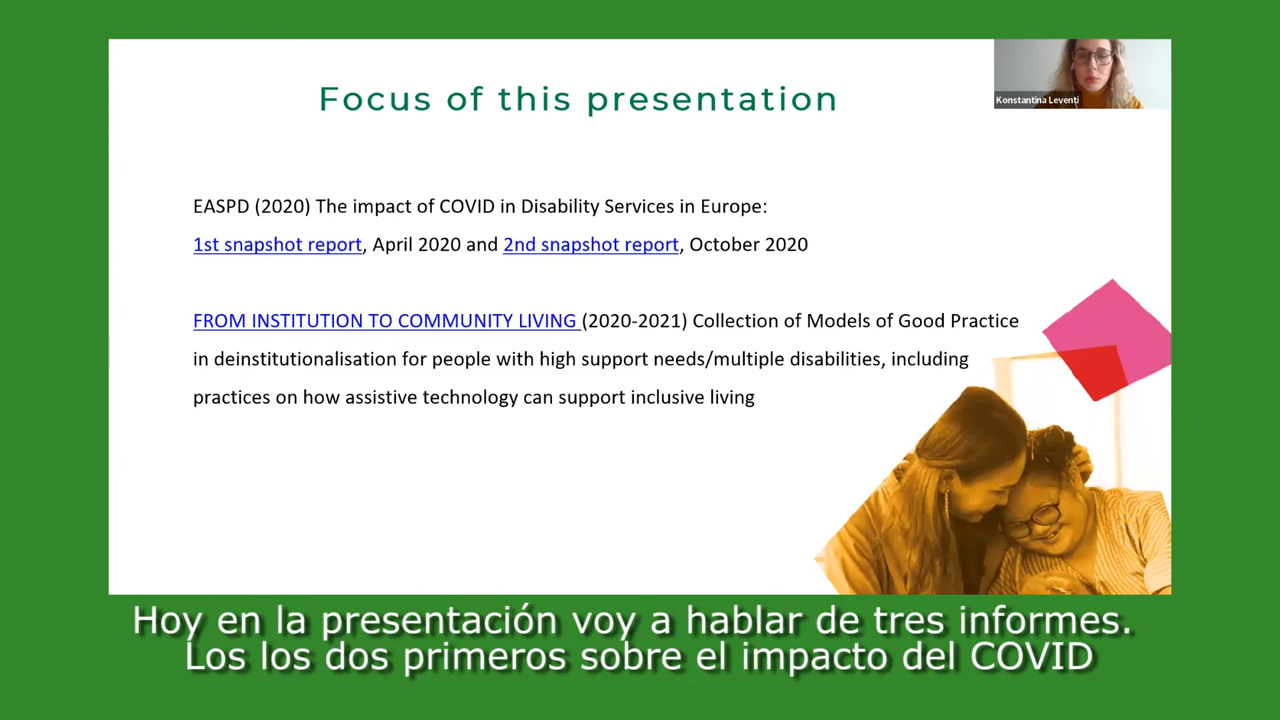 Focus of this presentation
Konstantina Leventi
EASPD (2020) The impact of COVID in Disability Services in Europe:
1st snapshot report, April 2020 and 2nd snapshot report, October 2020
FROM INSTITUTION TO COMMUNITY LIVING (2020-2021) Collection of Models of Good Practice
in deinstitutionalisation for people with high support needs/multiple disabilities, including
practices on how assistive technology can support inclusive living
Hoy en la presentación voy a hablar de tres informes.
Los los dos primeros sobre el impacto del COVID